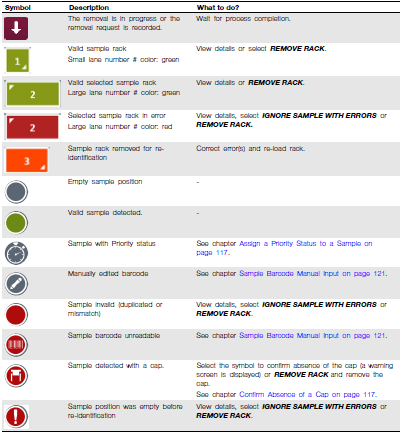 Symbol Description What to do?
The removal is in progress or the Wait for process completion.
removal request is recorded.
Valid sample rack View details or select REMOVE RACK.
Small lane number # color: green
1
Valid selected sample rack View details or REMOVE RACK.
Large lane number # color: green
2
Selected sample rack in error View details, select IGNORE SAMPLE WITH ERRORS or
Large lane number # color: red REMOVE RACK.
2
Sample rack removed for re- Correct error(s) and re-load rack.
identification
3
Empty sample position -
Valid sample detected. -
Sample with Priority status See chapter Assign a Priority Status to a Sample on
page 117.
Manually edited barcode See chapter Sample Barcode Manual Input on page 121.
Sample invalid (duplicated or View details, select IGNORE SAMPLE WITH ERRORS or
mismatch) REMOVE RACK.
Sample barcode unreadable See chapter Sample Barcode Manual Input on page 121.
Sample detected with a cap. Select the symbol to confirm absence of the cap (a warning
screen is displayed) or REMOVE RACK and remove the
cap.
See chapter Confirm Absence of a Cap on page 117.
Sample position was empty before View details, select IGNORE SAMPLE WITH ERRORS or
re-identification REMOVE RACK.